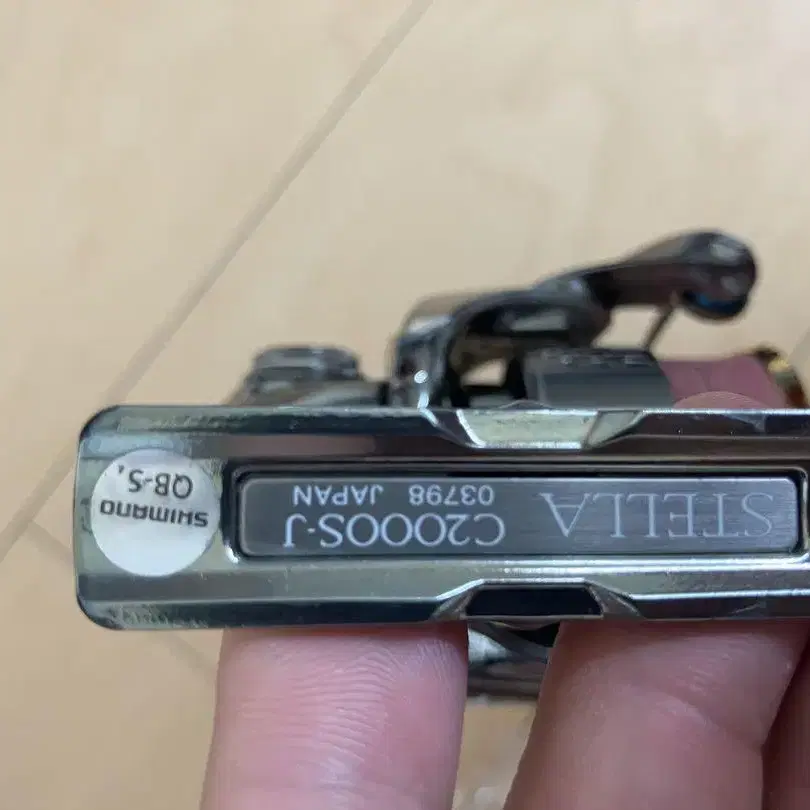 STELLA
C2000S-J
03798 JAPAN
SHIMANO
QB-5,